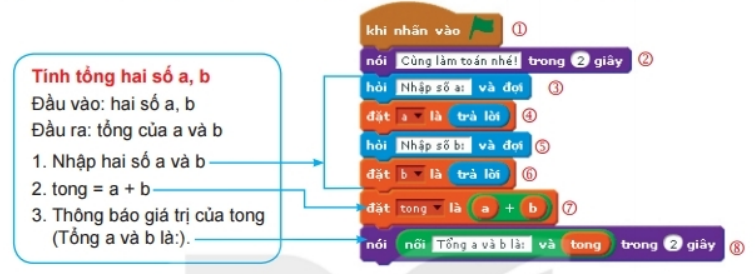 Tính tổng hai số a, b
Đầu vào: hai số a, b
Đầu ra: tổng của a và b
1. Nhập hai số a và b
2. tong = a + b
3. Thông báo giá trị của tong
(Tổng a và b là:).
khi nhấn vào ①
nói Cùng làm toán nhé! trong 2 giây ②
hỏi Nhập số a: và đợi ③
đặt a là trả lời ④
hỏi Nhập số b: và đợi ⑤
đặt b là trả lời ⑥
đặt tong là a + b ⑦
nói nối Tổng a và b là: và tong trong 2 giây ⑧